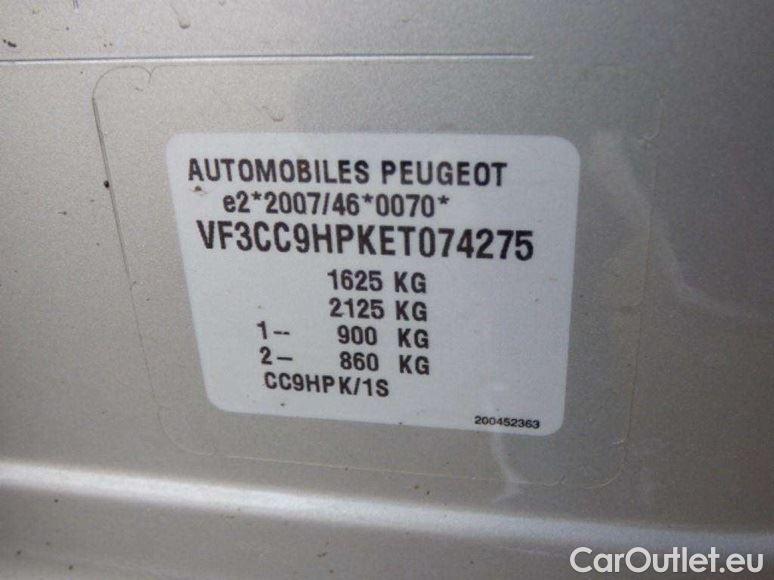 AUTOMOBILES PEUGEOT
e2*2007/46*0070*
VF3CC9HPKET074275
1625 KG
2125 KG
1-- 900 KG
2- 860 KG
CC9HPK/1S
200452363
CarOutlet.eu